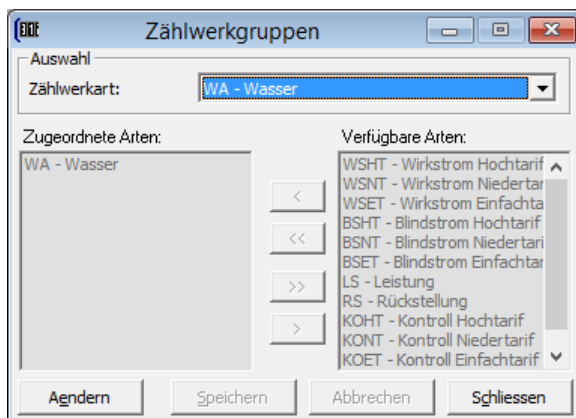 Zählwerkgruppen
Auswahl
Zählwerkart: WA - Wasser
Zugeordnete Arten:
WA - Wasser
<
<<
>>
>
Verfügbare Arten:
WSHT - Wirkstrom Hochtarif
WSNT - Wirkstrom Niedertar
WSET - Wirkstrom Einfachta
BSHT - Blindstrom Hochtarif
BSNT - Blindstrom Niedertari
BSET - Blindstrom Einfachtar
LS - Leistung
RS - Rückstellung
KOHT - Kontroll Hochtarif
KONT - Kontroll Niedertarif
KOET - Kontroll Einfachtarif
Aendern Speichern Abbrechen Schliessen